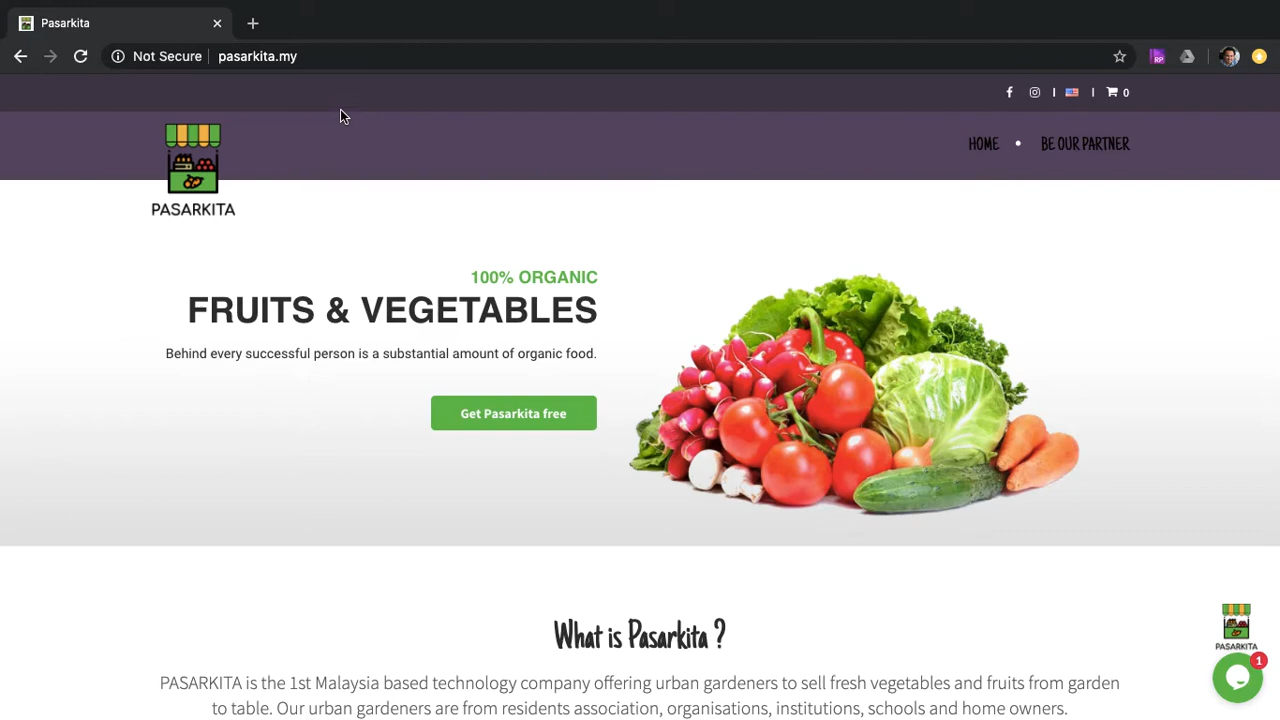 Pasarkita
Not Secure pasarkita.my
RP
0
HOME BE OUR PARTNER
PASARKITA
100% ORGANIC
FRUITS & VEGETABLES
Behind every successful person is a substantial amount of organic food.
Get Pasarkita free
What is Pasarkita ?
PASARKITA is the 1st Malaysia based technology company offering urban gardeners to sell fresh vegetables and fruits from garden
to table. Our urban gardeners are from residents association, organisations, institutions, schools and home owners.
PASARKITA
1